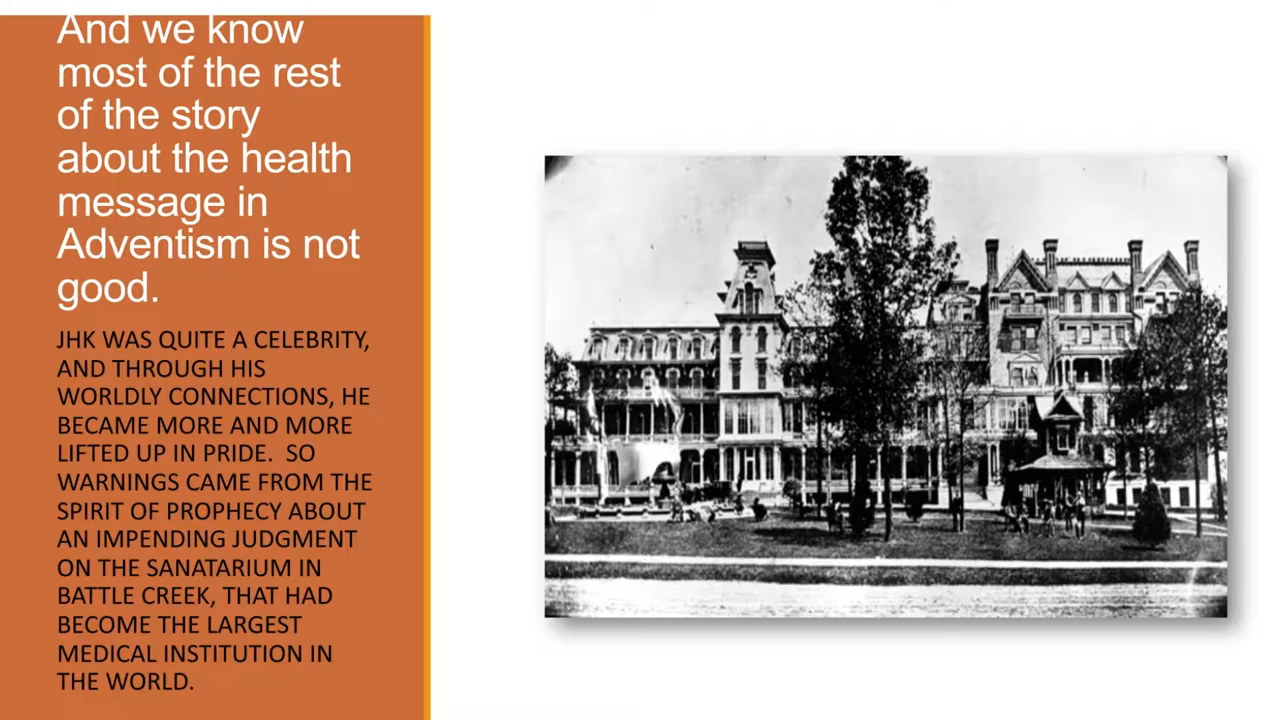 And we know
most of the rest
of the story
about the health
message in
Adventism is not
good.
JHK WAS QUITE A CELEBRITY,
AND THROUGH HIS
WORLDLY CONNECTIONS, HE
BECAME MORE AND MORE
LIFTED UP IN PRIDE.  SO
WARNINGS CAME FROM THE
SPIRIT OF PROPHECY ABOUT
AN IMPENDING JUDGMENT
ON THE SANATARIUM IN
BATTLE CREEK, THAT HAD
BECOME THE LARGEST
MEDICAL INSTITUTION IN
THE WORLD.